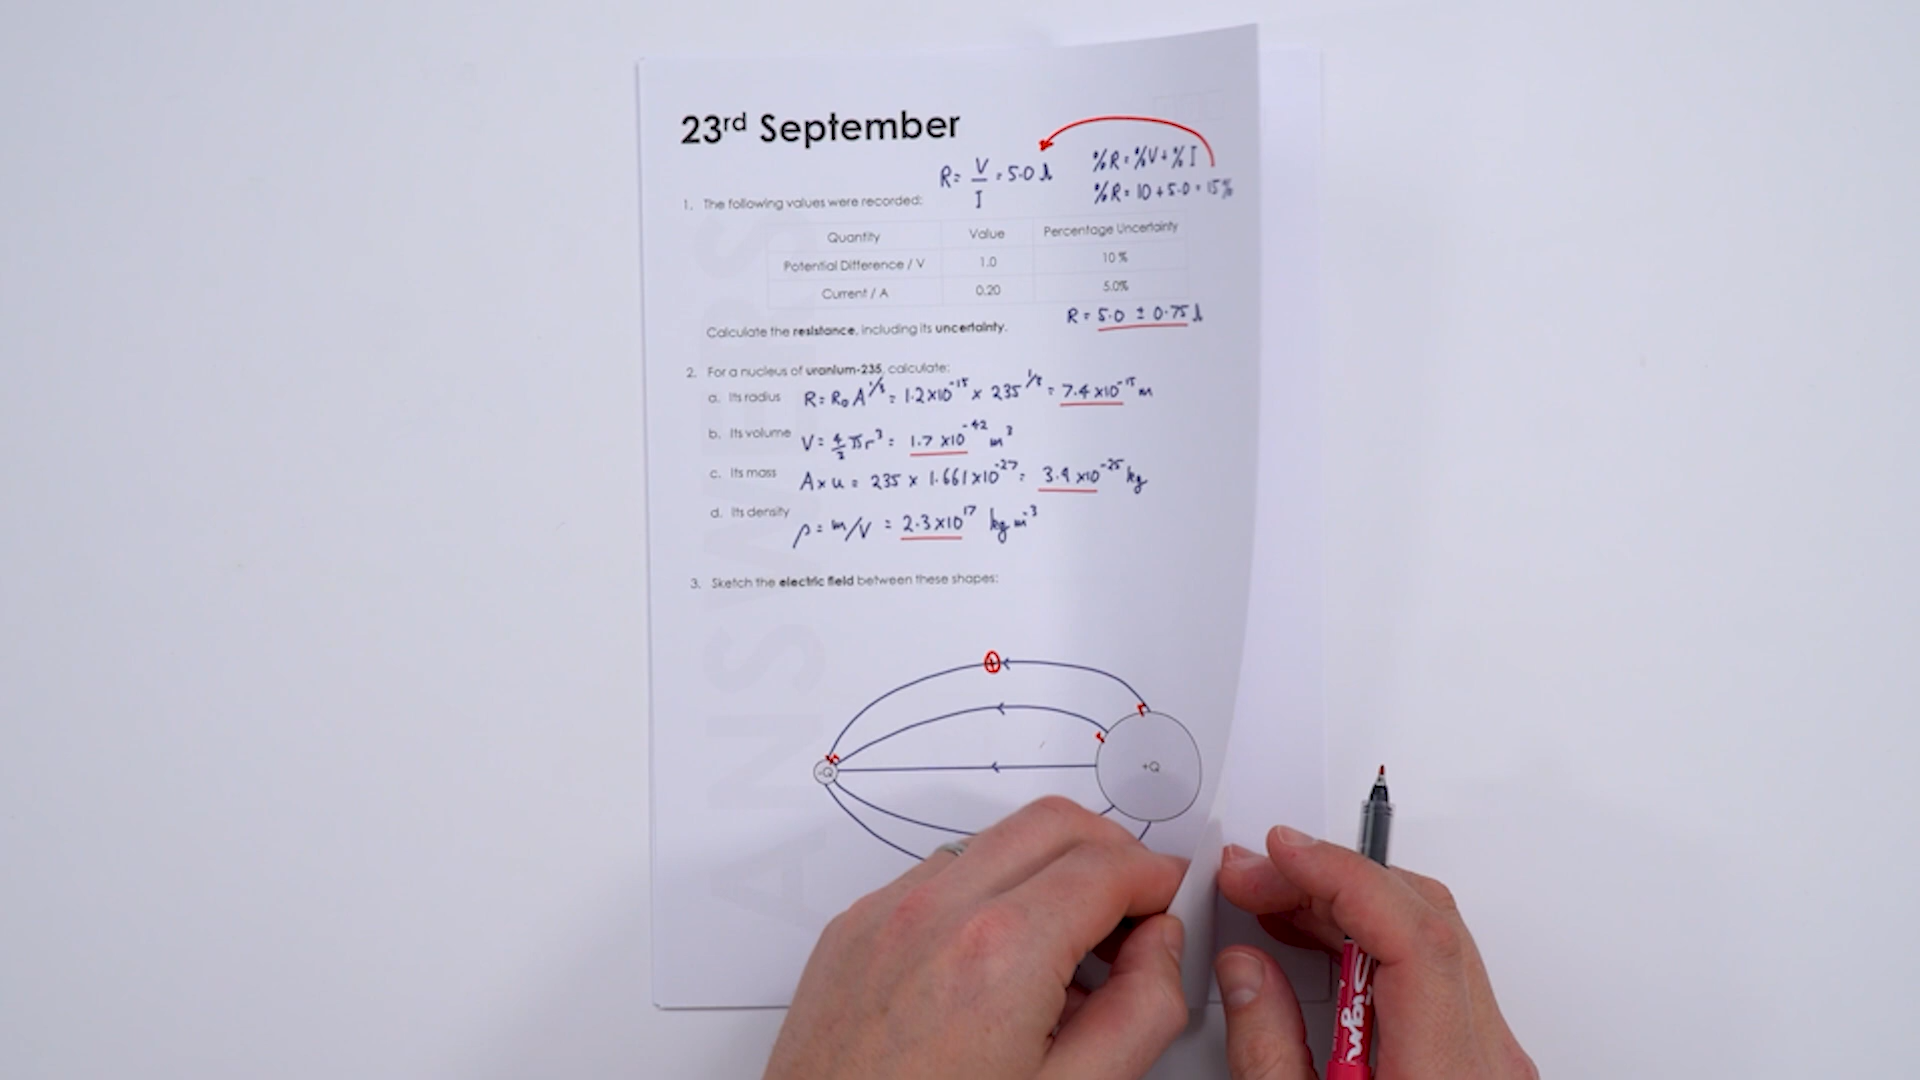 23rd September
R = V/I = 5.0 Ω
%R = %V + %I
%R = 10 + 5.0 = 15%
1. The following values were recorded:
Quantity Value Percentage Uncertainty
Potential Difference / V 1.0 10 %
Current / A 0.20 5.0%
R = 5.0 ± 0.75 Ω
Calculate the resistance, including its uncertainty.
2. For a nucleus of uranium-235, calculate:
a. Its radius R = R₀A^1/3 = 1.2×10^-15 × 235^1/3 = 7.4×10^-15 m
b. Its volume V = 4/3 πr³ = 1.7 ×10^-42 m³
c. Its mass A × u = 235 × 1.661×10^-27 = 3.9 ×10^-25 kg
d. Its density ρ = m/V = 2.3×10^17 kg m^-3
3. Sketch the electric field between these shapes:
+
-Q
+Q
ANSWERS